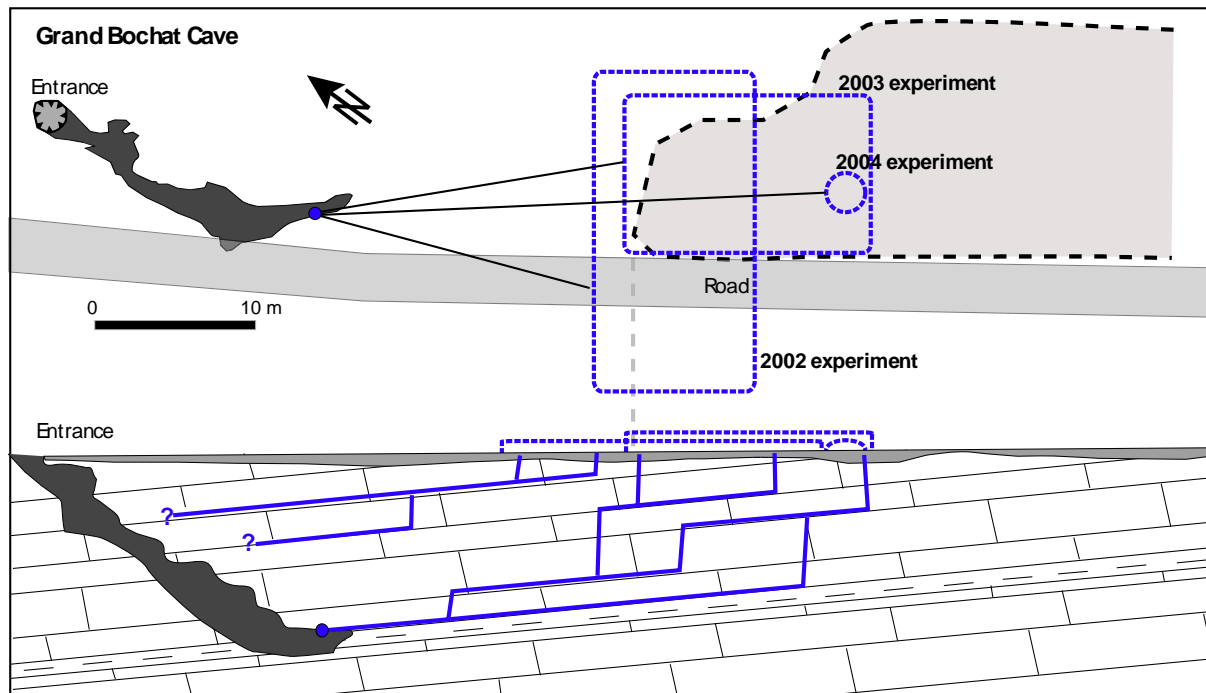 Grand Bochat Cave
Entrance
N
2003 experiment
2004 experiment
Road
0 10 m
2002 experiment
Entrance
?
?